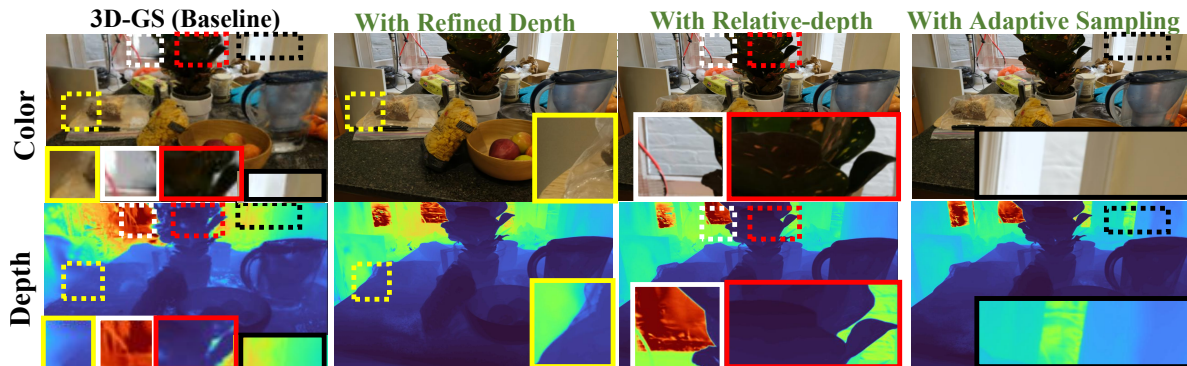 3D-GS (Baseline)
With Refined Depth
With Relative-depth
With Adaptive Sampling
Color
Depth